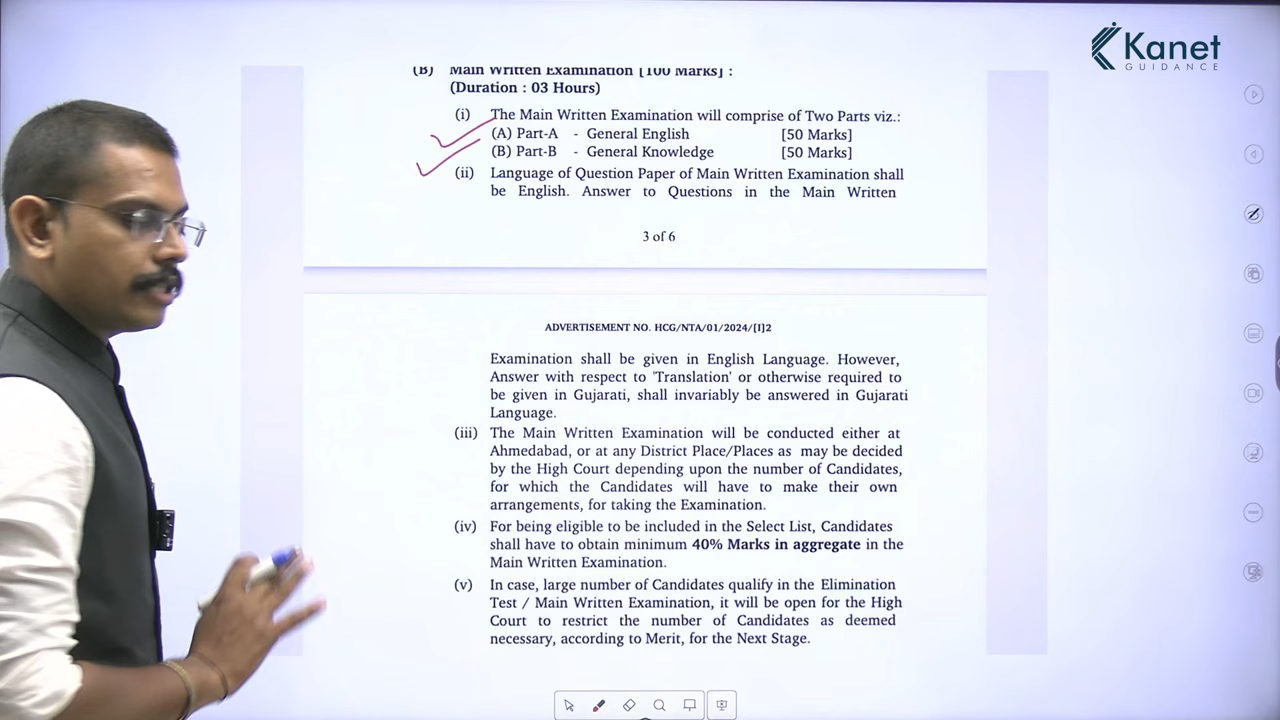 Kanet
GUIDANCE
(B) Main Written Examination [100 Marks] :
(Duration : 03 Hours)
(i) The Main Written Examination will comprise of Two Parts viz.:
(A) Part-A - General English [50 Marks]
(B) Part-B - General Knowledge [50 Marks]
(ii) Language of Question Paper of Main Written Examination shall
be English. Answer to Questions in the Main Written
3 of 6
ADVERTISEMENT NO. HCG/NTA/01/2024/[I]2
Examination shall be given in English Language. However,
Answer with respect to 'Translation' or otherwise required to
be given in Gujarati, shall invariably be answered in Gujarati
Language.
(iii) The Main Written Examination will be conducted either at
Ahmedabad, or at any District Place/Places as may be decided
by the High Court depending upon the number of Candidates,
for which the Candidates will have to make their own
arrangements, for taking the Examination.
(iv) For being eligible to be included in the Select List, Candidates
shall have to obtain minimum 40% Marks in aggregate in the
Main Written Examination.
(v) In case, large number of Candidates qualify in the Elimination
Test / Main Written Examination, it will be open for the High
Court to restrict the number of Candidates as deemed
necessary, according to Merit, for the Next Stage.